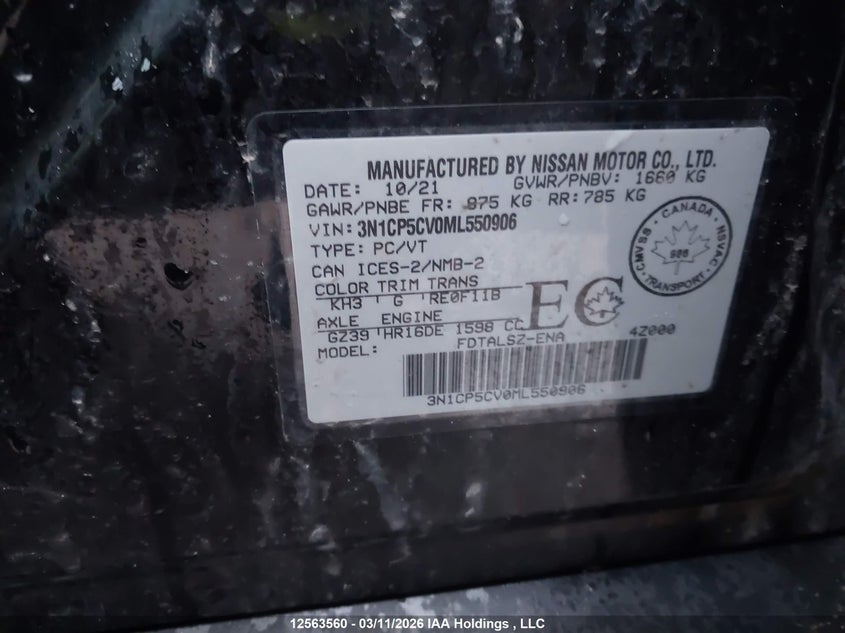 MANUFACTURED BY NISSAN MOTOR CO., LTD.
DATE: 10/21 GVWR/PNBV: 1660 KG
GAWR/PNBE FR: 875 KG RR: 785 KG
VIN: 3N1CP5CV0ML550906
TYPE: PC/VT
CAN ICES-2/NMB-2
COLOR TRIM TRANS
KH3 G RE0F11B
AXLE ENGINE
GZ39 HR16DE 1598 CC
MODEL: FDTALSZ-ENA 4Z000
EC
3N1CP5CV0ML550906
CANADA
CMVSS NSVAC
TRANSPORT
12563560 - 03/11/2026 IAA Holdings , LLC